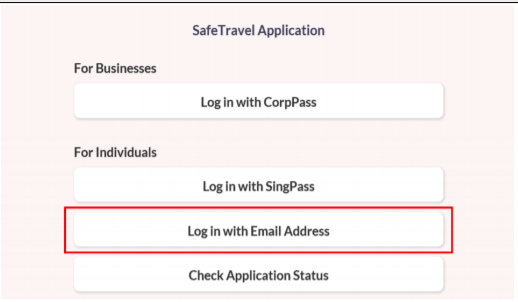 SafeTravel Application
For Businesses
Log in with CorpPass
For Individuals
Log in with SingPass
Log in with Email Address
Check Application Status